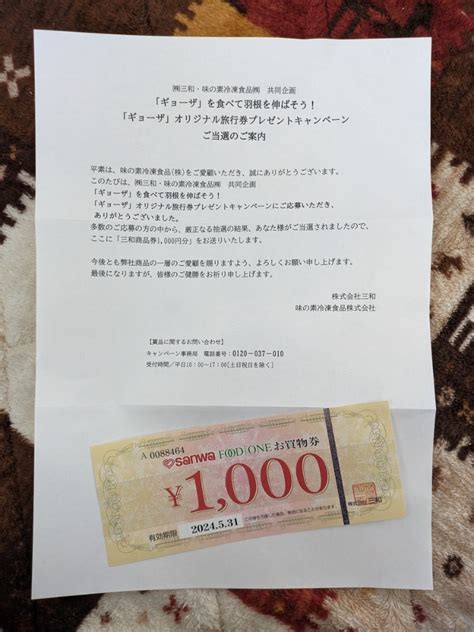 ㈱三和・味の素冷凍食品㈱　共同企画
「ギョーザ」を食べて羽根を伸ばそう！
「ギョーザ」オリジナル旅行券プレゼントキャンペーン
ご当選のご案内
平素は、味の素冷凍食品(株)をご愛顧いただき、誠にありがとうございます。
このたびは、㈱三和・味の素冷凍食品㈱　共同企画
「ギョーザ」を食べて羽根を伸ばそう！
「ギョーザ」オリジナル旅行券プレゼントキャンペーンにご応募いただき、
ありがとうございました。
多数のご応募の方の中から、厳正なる抽選の結果、あなた様がご当選されましたので、
ここに「三和商品券1,000円分」をお送りいたします。
今後とも弊社商品の一層のご愛顧を賜りますよう、よろしくお願い申し上げます。
最後になりますが、皆様のご健勝をお祈り申し上げます。
株式会社三和
味の素冷凍食品株式会社
【賞品に関するお問い合わせ】
キャンペーン事務局　電話番号：0120-037-010
受付時間／平日10：00～17：00[土日祝日を除く]
A 0088464
sanwa FOOD ONE お買物券
¥1,000
株式会社 三和
有効期限 2024.5.31